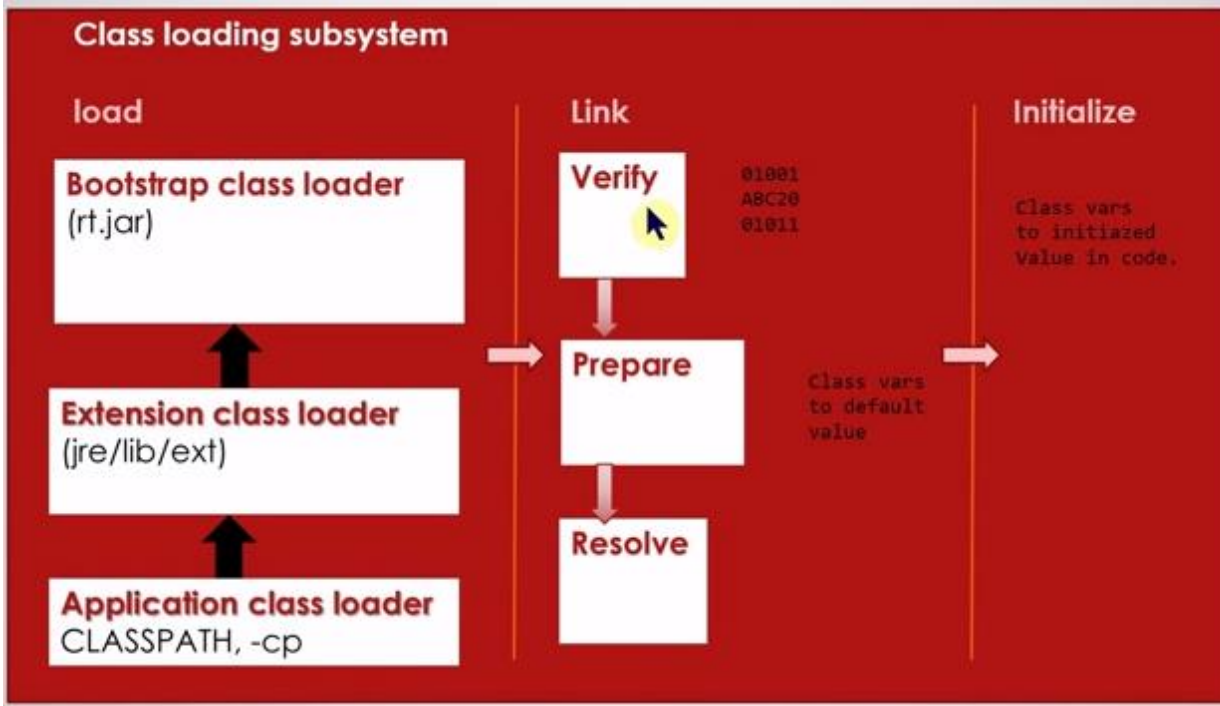 Class loading subsystem
load
Bootstrap class loader
(rt.jar)
Extension class loader
(jre/lib/ext)
Application class loader
CLASSPATH, -cp
Link
Verify
01001
ABC20
01011
Prepare
Class vars
to default
value
Resolve
Initialize
Class vars
to initiazed
Value in code.